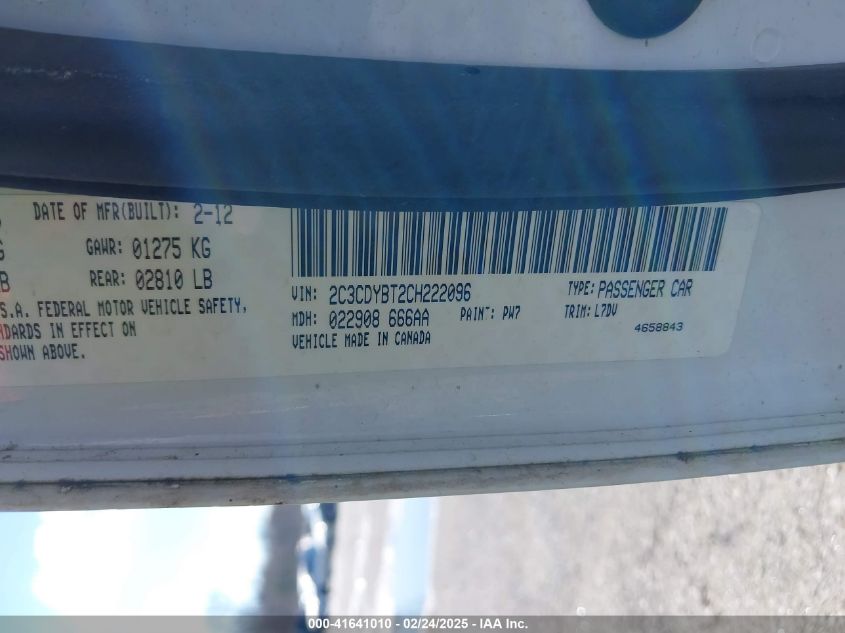 DATE OF MFR(BUILT): 2-12
G GAWR: 01275 KG
B REAR: 02810 LB
S.A. FEDERAL MOTOR VEHICLE SAFETY,
DARDS IN EFFECT ON
SHOWN ABOVE.
VIN: 2C3CDYBT2CH222096 TYPE: PASSENGER CAR
MDH: 022908 666AA PAINT: PW7 TRIM: L7DV
VEHICLE MADE IN CANADA 4658843
000-41641010 - 02/24/2025 - IAA Inc.